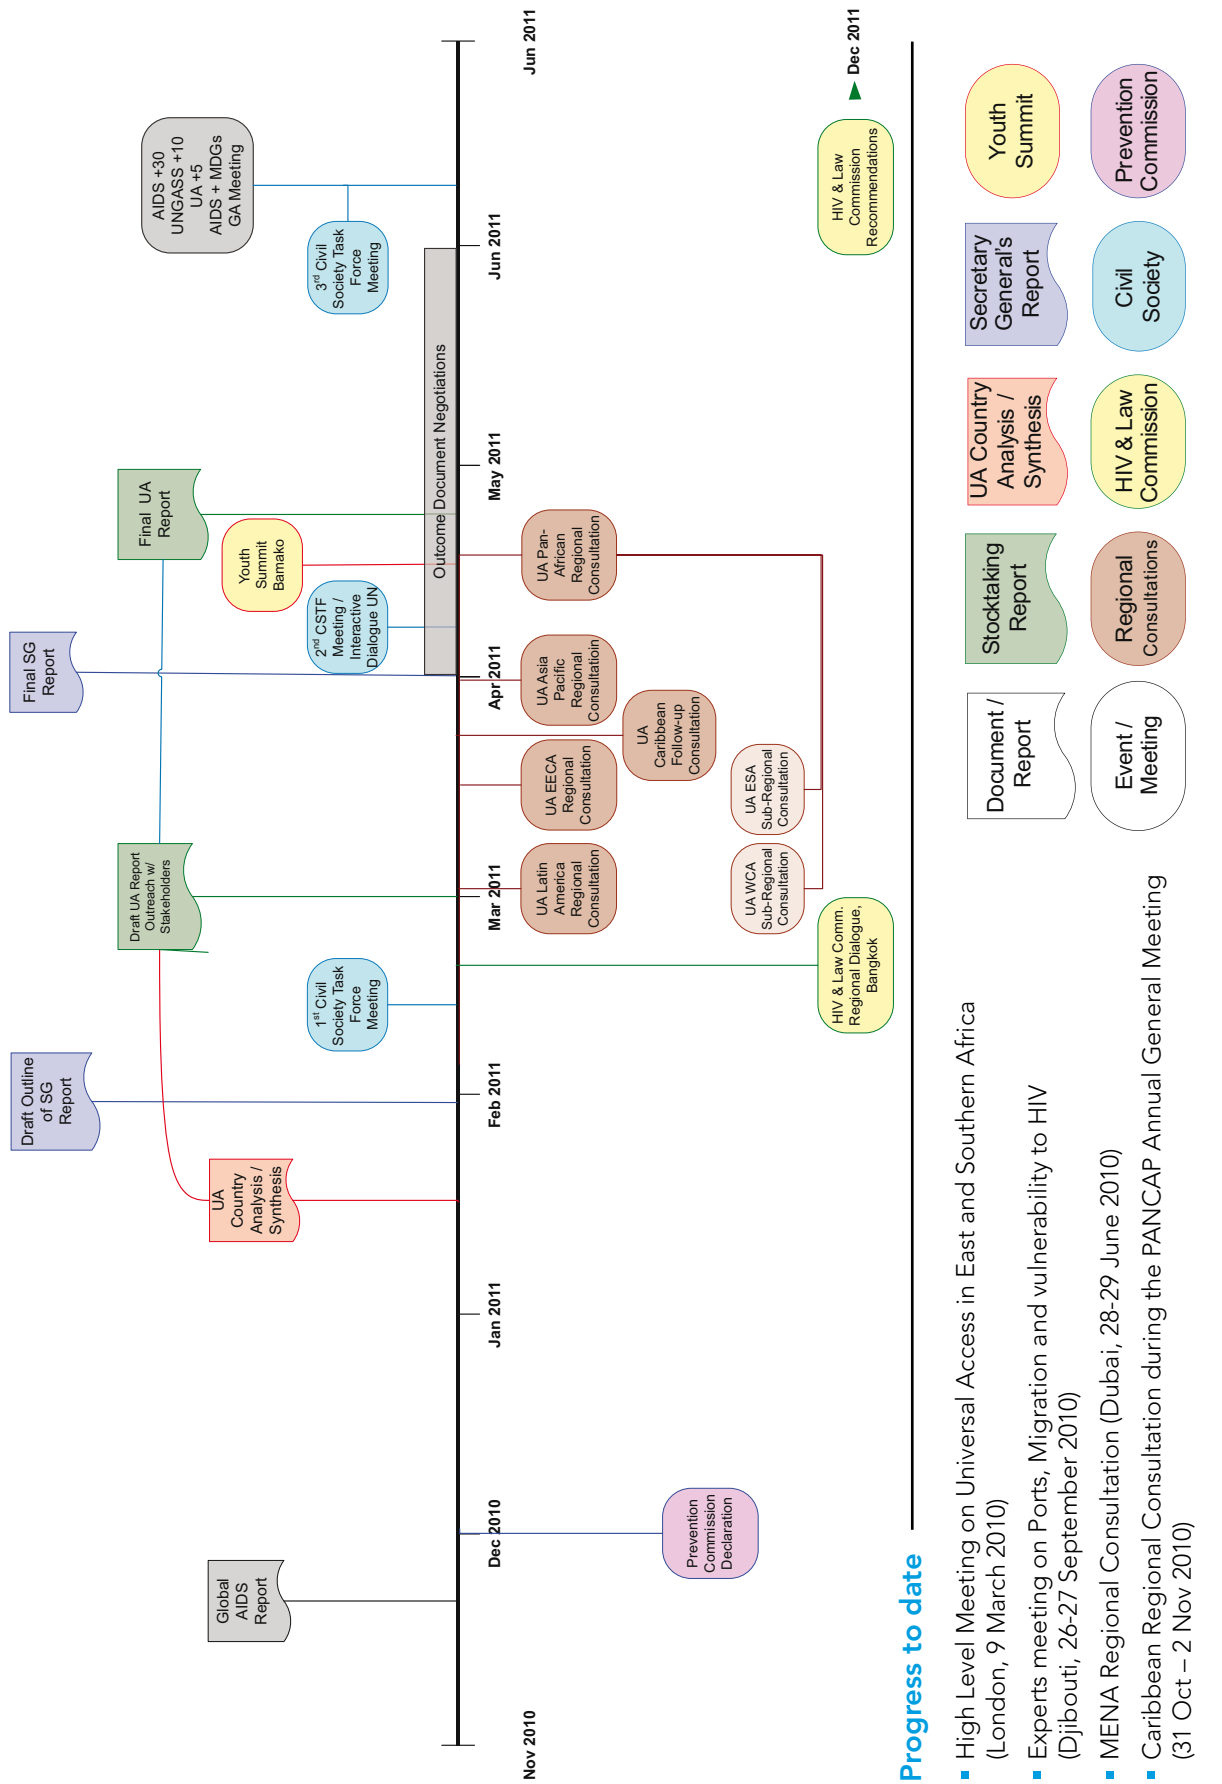 Draft Outline
of SG
Report
Final SG
Report
AIDS +30
UNGASS +10
UA +5
AIDS + MDGs
GA Meeting
Draft UA Report
Outreach w/
Stakeholders
Final UA
Report
Global
AIDS
Report
UA
Country
Analysis /
Synthesis
Youth
Summit
Bamako
1st Civil
Society Task
Force
Meeting
2nd CSTF
Meeting /
Interactive
Dialogue UN
3rd Civil
Society Task
Force
Meeting
Outcome Document Negotiations
Nov 2010
Dec 2010
Jan 2011
Feb 2011
Mar 2011
Apr 2011
May 2011
Jun 2011
Jun 2011
UA Latin
America
Regional
Consultation
UA EECA
Regional
Consultation
UA Asia
Pacific
Regional
Consultatioin
UA Pan-
African
Regional
Consultation
UA
Caribbean
Follow-up
Consultation
Prevention
Commission
Declaration
UA WCA
Sub-Regional
Consultation
UA ESA
Sub-Regional
Consultation
HIV & Law Comm.
Regional Dialogue,
Bangkok
HIV & Law
Commission
Recommendations
Dec 2011
Progress to date
▪ High Level Meeting on Universal Access in East and Southern Africa
(London, 9 March 2010)
▪ Experts meeting on Ports, Migration and vulnerability to HIV
(Djibouti, 26-27 September 2010)
▪ MENA Regional Consultation (Dubai, 28-29 June 2010)
▪ Caribbean Regional Consultation during the PANCAP Annual General Meeting
(31 Oct – 2 Nov 2010)
Document /
Report
Stocktaking
Report
UA Country
Analysis /
Synthesis
Secretary
General's
Report
Youth
Summit
Event /
Meeting
Regional
Consultations
HIV & Law
Commission
Civil
Society
Prevention
Commission